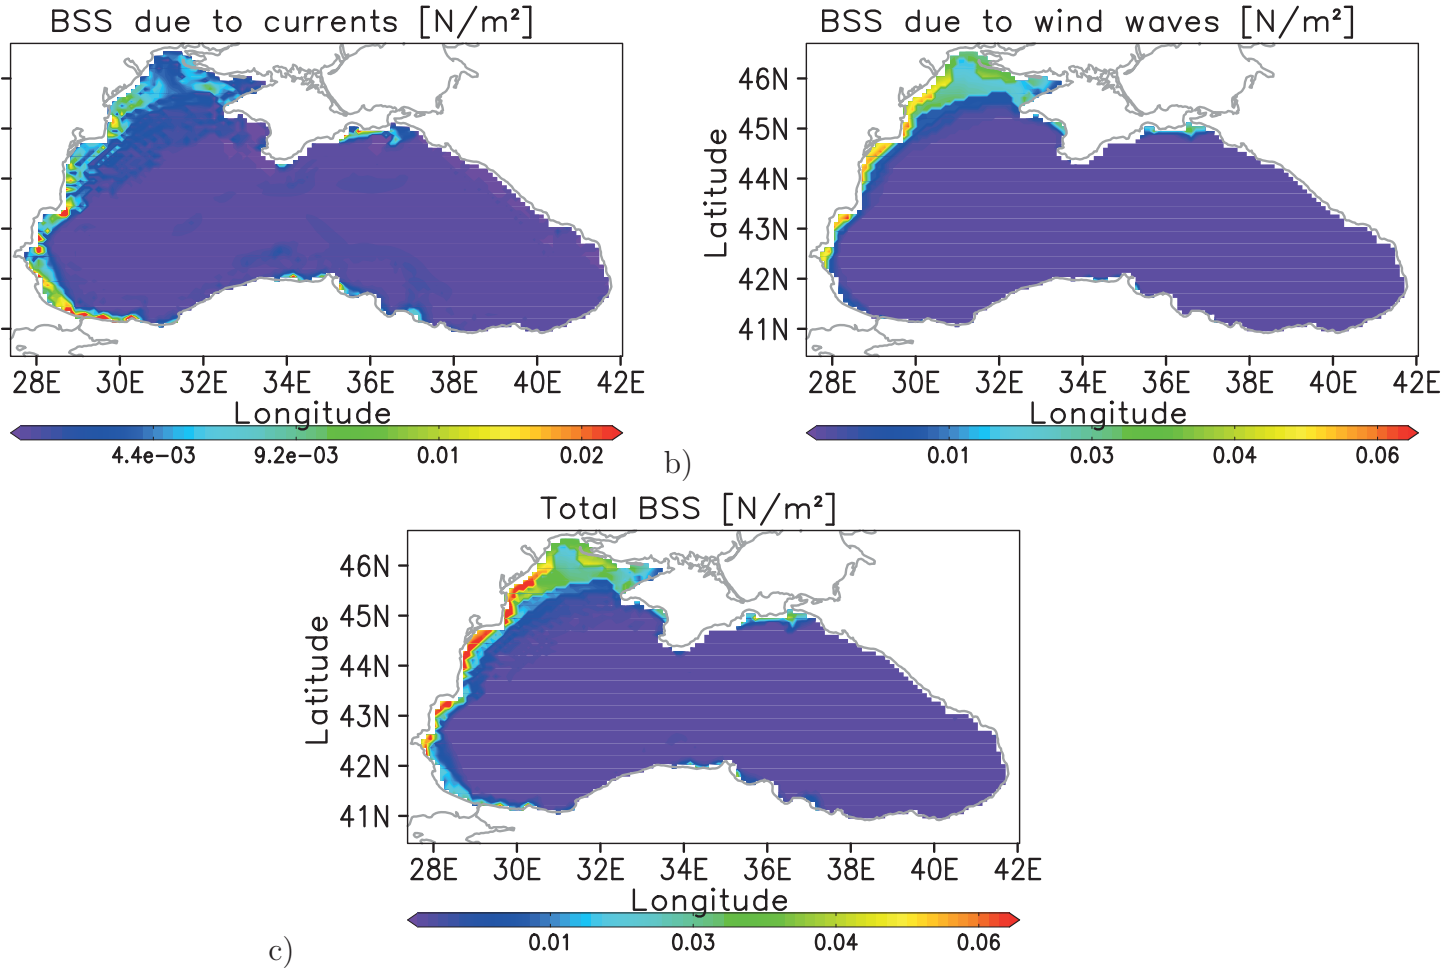 BSS due to currents [N/m²]
28E 30E 32E 34E 36E 38E 40E 42E
Longitude
4.4e-03 9.2e-03 0.01 0.02
BSS due to wind waves [N/m²]
46N
45N
44N
43N
42N
41N
Latitude
28E 30E 32E 34E 36E 38E 40E 42E
Longitude
0.01 0.03 0.04 0.06
b)
Total BSS [N/m²]
46N
45N
44N
43N
42N
41N
Latitude
28E 30E 32E 34E 36E 38E 40E 42E
Longitude
0.01 0.03 0.04 0.06
c)